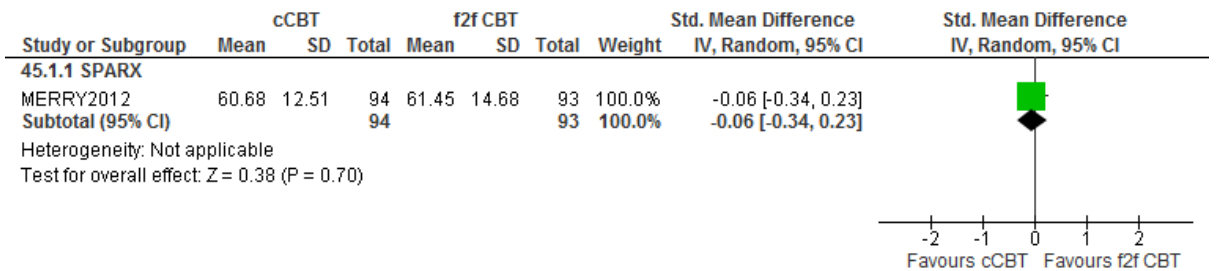 cCBT f2f CBT Std. Mean Difference Std. Mean Difference
Study or Subgroup Mean SD Total Mean SD Total Weight IV, Random, 95% CI IV, Random, 95% CI
45.1.1 SPARX
MERRY2012 60.68 12.51 94 61.45 14.68 93 100.0% -0.06 [-0.34, 0.23]
Subtotal (95% CI) 94 93 100.0% -0.06 [-0.34, 0.23]
Heterogeneity: Not applicable
Test for overall effect: Z = 0.38 (P = 0.70)
-2 -1 0 1 2
Favours cCBT Favours f2f CBT